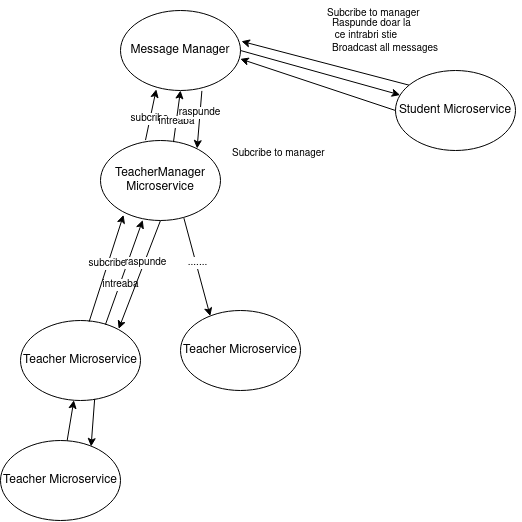 Subcribe to manager
Raspunde doar la
ce intrabri stie
Broadcast all messages
Message Manager
Student Microservice
raspunde
subcri
intreaba
Subcribe to manager
TeacherManager
Microservice
subcribe
raspunde
.......
intreaba
Teacher Microservice
Teacher Microservice
Teacher Microservice